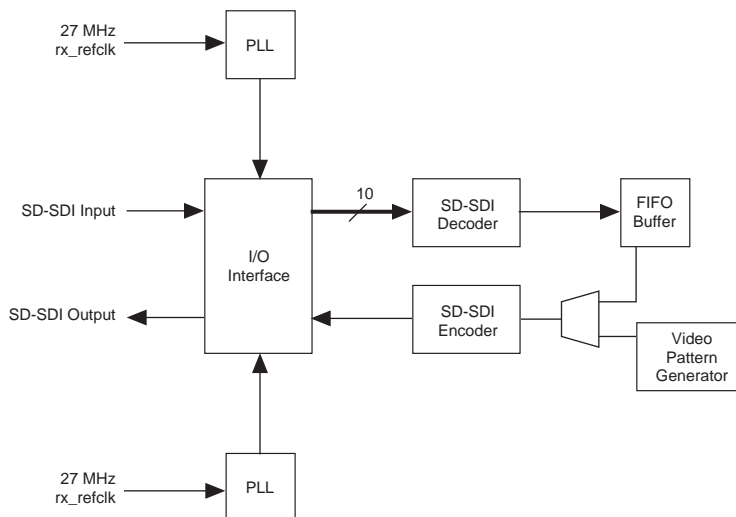 27 MHz
rx_refclk
PLL
SD-SDI Input
I/O
Interface
10
SD-SDI
Decoder
FIFO
Buffer
SD-SDI Output
SD-SDI
Encoder
Video
Pattern
Generator
27 MHz
rx_refclk
PLL